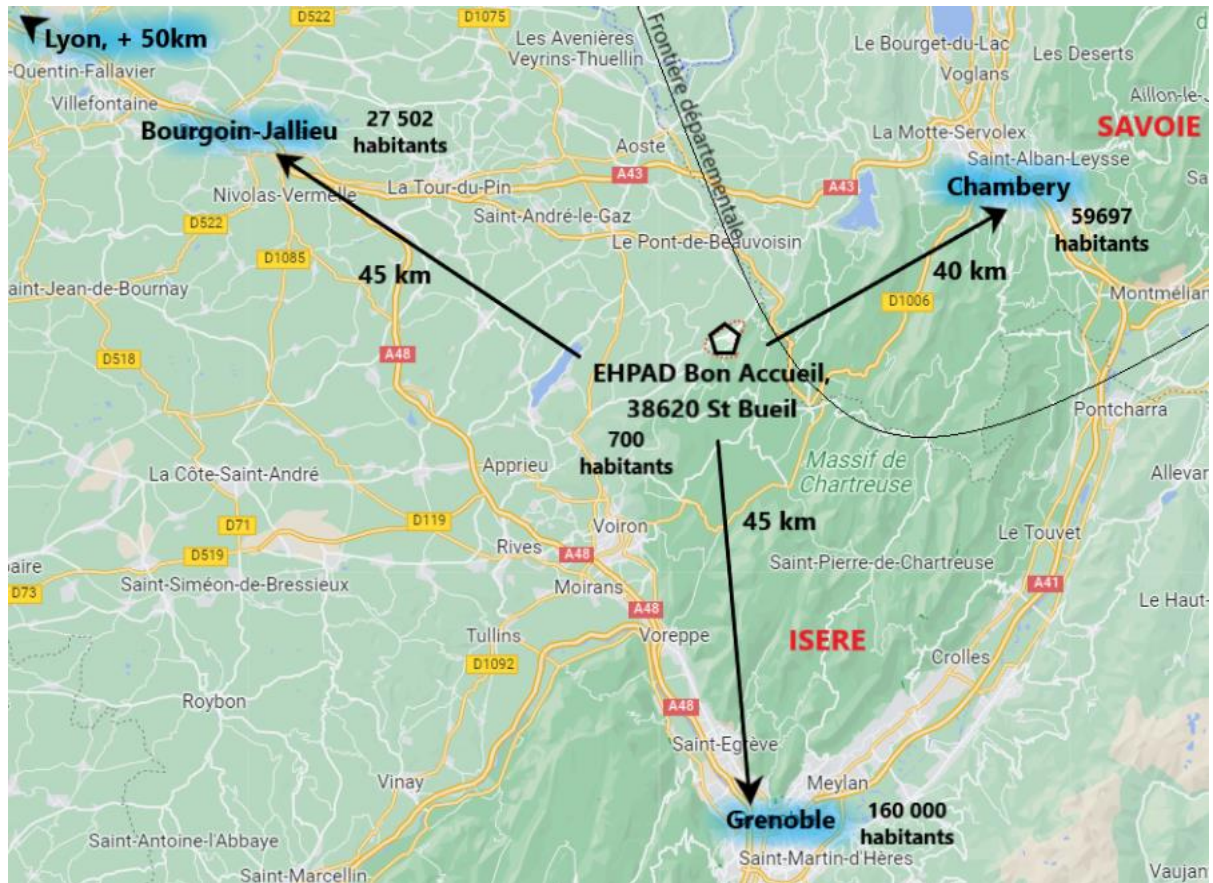 D522
D1075
Lyon, + 50km
Les Avenières
Veyrins-Thuellin
Frontière départementale
Le Bourget-du-Lac
Les Deserts
-Quentin-Fallavier
Voglans
Villefontaine
Aillon-le-J
Bourgoin-Jallieu
27 502
habitants
Aoste
La Motte-Servolex
SAVOIE
Saint-Alban-Leysse
A43
A43
Chambery
Sa
Nivolas-Vermelle
La Tour-du-Pin
Saint-André-le-Gaz
59697
habitants
D522
Le Pont-de-Beauvoisin
D1085
45 km
40 km
aint-Jean-de-Bournay
D1006
Montmélian
D518
A48
EHPAD Bon Accueil,
38620 St Bueil
Pontcharra
700
habitants
La Côte-Saint-André
Apprieu
Massif de
Chartreuse
Allevar
D71
D119
45 km
Voiron
Le Touvet
D519
Rives
A48
paire
Saint-Siméon-de-Bressieux
Moirans
Saint-Pierre-de-Chartreuse
A41
D73
A48
Le Haut-
Tullins
Voreppe
ISERE
D1092
Crolles
Roybon
A48
Saint-Egrève
Vinay
Meylan
Grenoble
160 000
habitants
Saint-Antoine-l'Abbaye
Saint-Martin-d'Hères
Saint-Marcellin
Vaujan